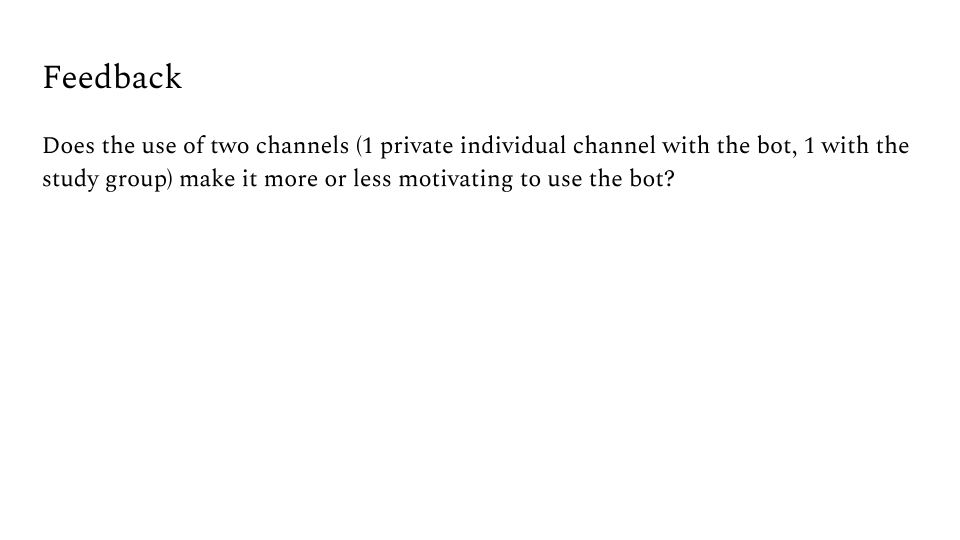 Feedback
Does the use of two channels (1 private individual channel with the bot, 1 with the
study group) make it more or less motivating to use the bot?